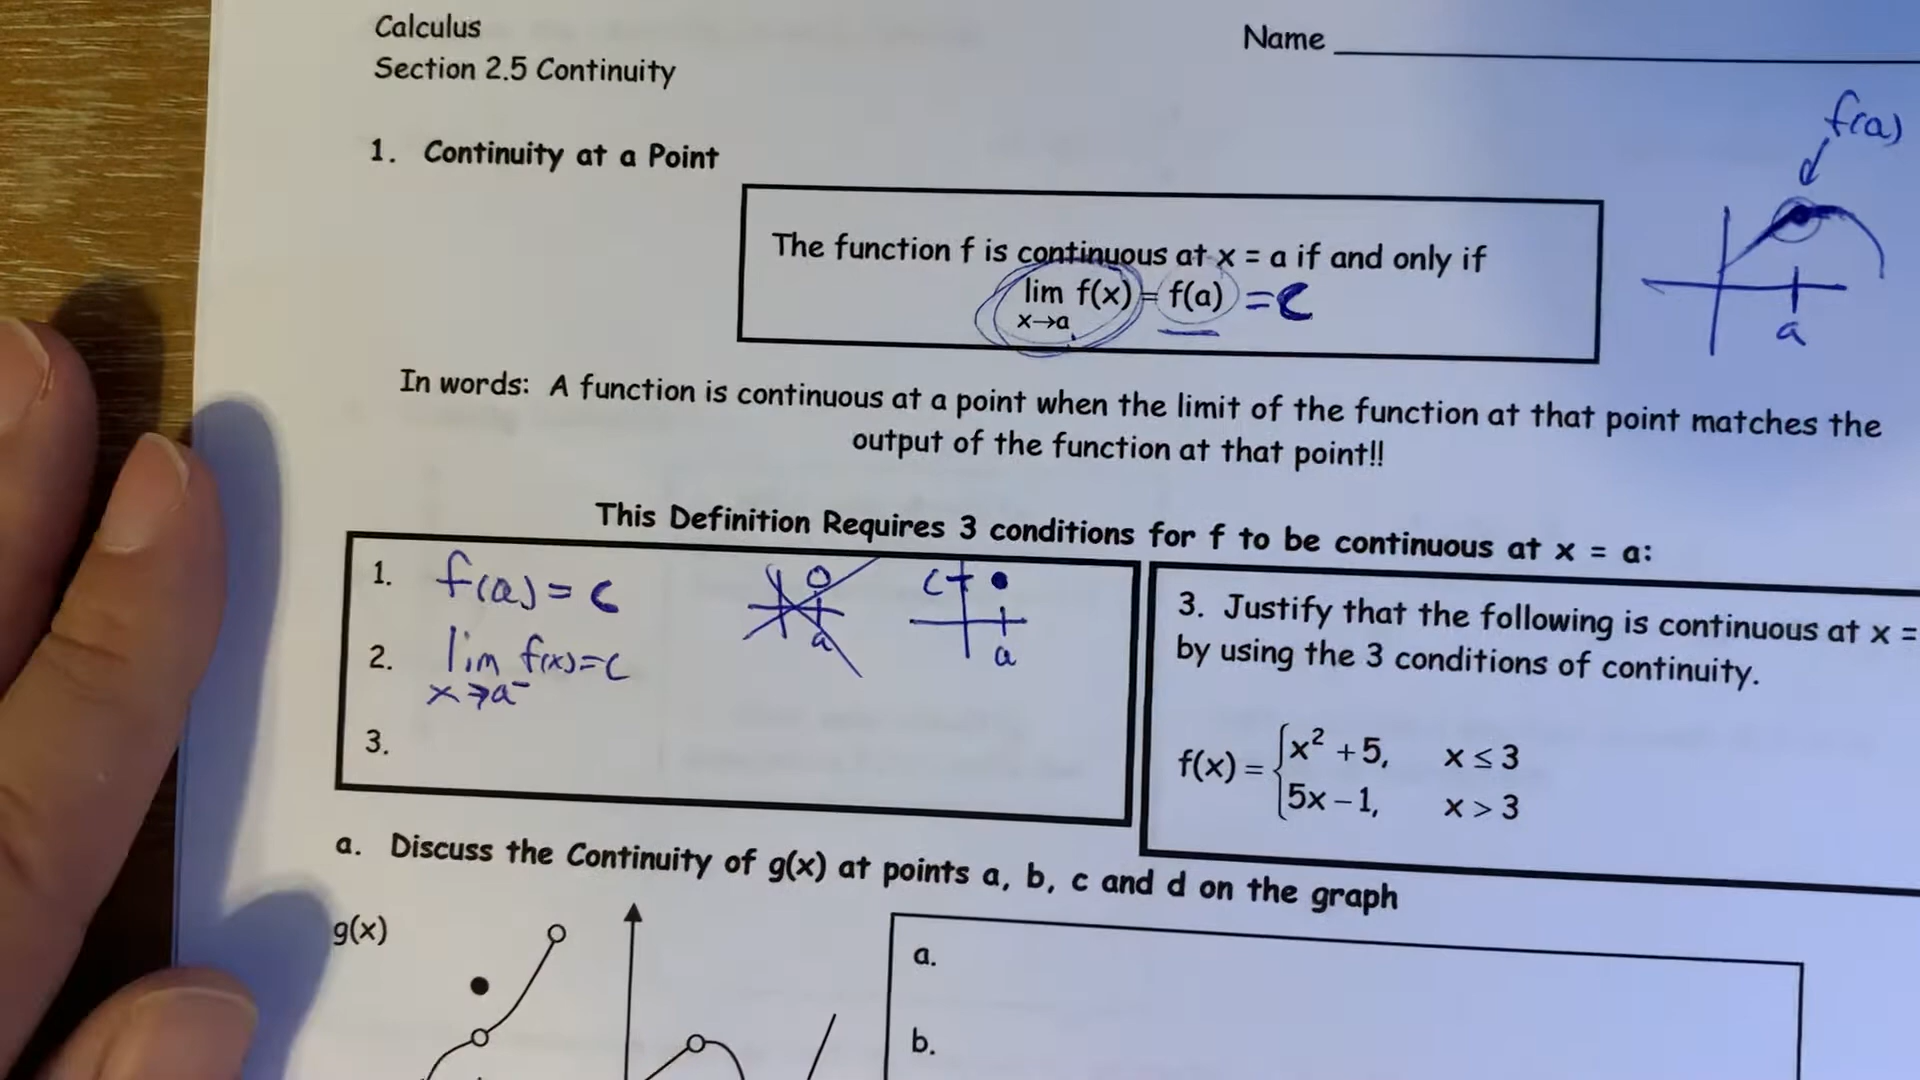 Calculus
Name
Section 2.5 Continuity
f(a)
1. Continuity at a Point
The function f is continuous at x = a if and only if
lim f(x) = f(a) = C
x→a
a
In words: A function is continuous at a point when the limit of the function at that point matches the
output of the function at that point!!
This Definition Requires 3 conditions for f to be continuous at x = a:
1. f(a) = c
a
C
a
2. lim f(x) = C
x→a⁻
3.
3. Justify that the following is continuous at x =
by using the 3 conditions of continuity.
f(x) = { x² + 5, x ≤ 3
5x − 1, x > 3
a. Discuss the Continuity of g(x) at points a, b, c and d on the graph
g(x)
a.
b.